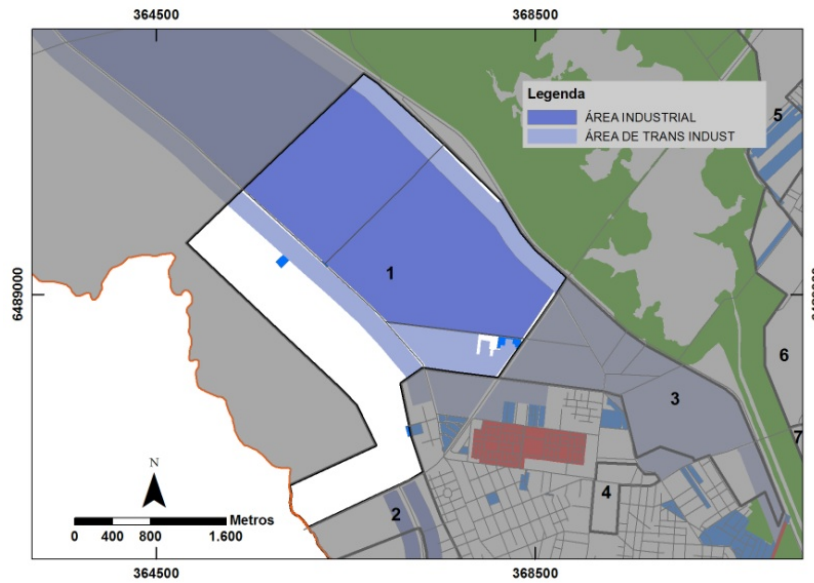 364500
368500
Legenda
ÁREA INDUSTRIAL
ÁREA DE TRANS INDUST
5
1
6489000
6
3
7
4
N
2
Metros
0 400 800 1.600
364500
368500